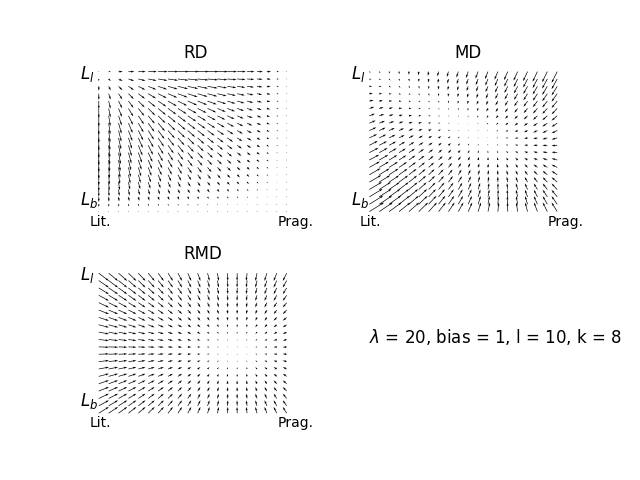 RD
MD
L_l
L_l
L_b
L_b
Lit.
Prag.
Lit.
Prag.
RMD
L_l
λ = 20, bias = 1, l = 10, k = 8
L_b
Lit.
Prag.